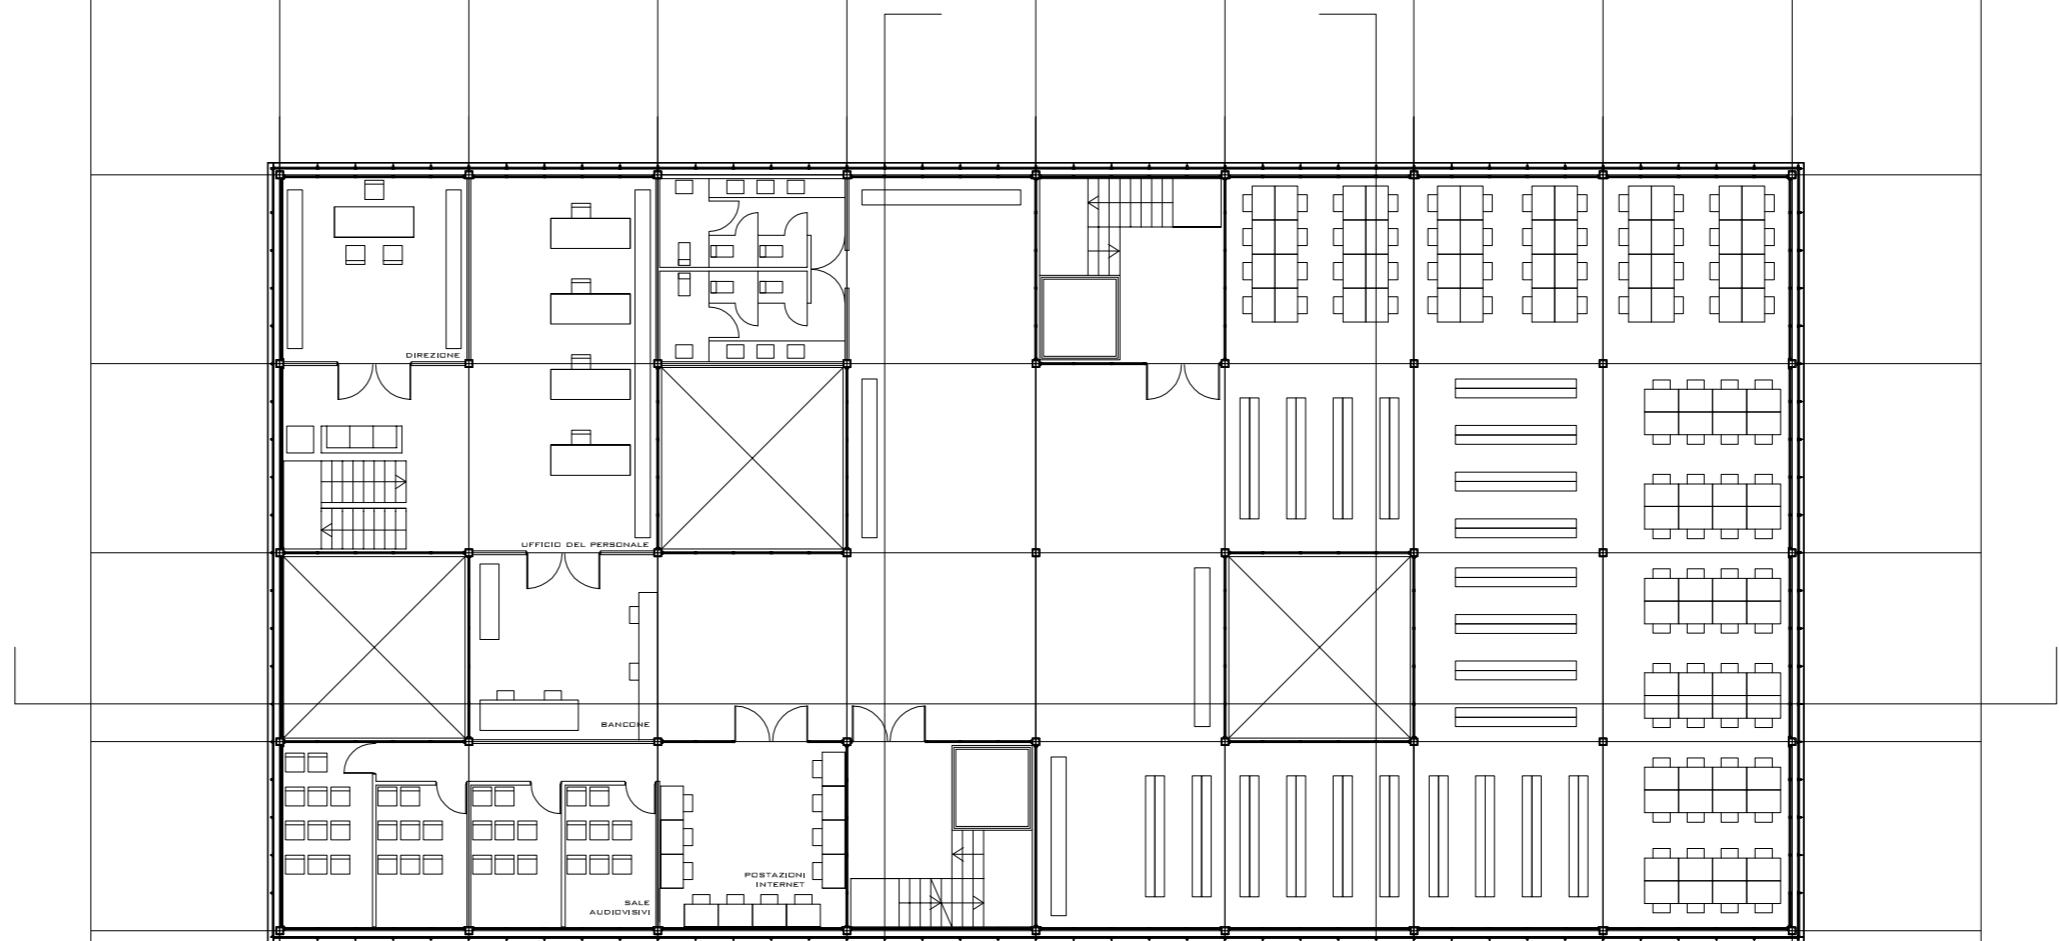 DIREZIONE
UFFICIO DEL PERSONALE
BANCONE
POSTAZIONI
INTERNET
SALE
AUDIOVISIVI